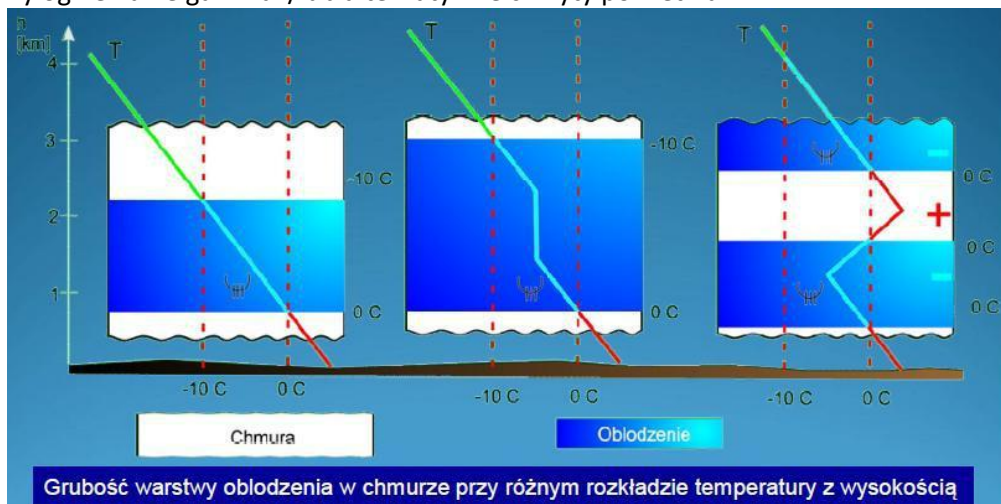 [km]
T
T
T
4
3
2
1
-10 C
0 C
-10 C
0 C
0 C
+
0 C
0 C
-10 C
0 C
-10 C
0 C
-10 C
0 C
Chmura
Oblodzenie
Grubość warstwy oblodzenia w chmurze przy różnym rozkładzie temperatury z wysokością